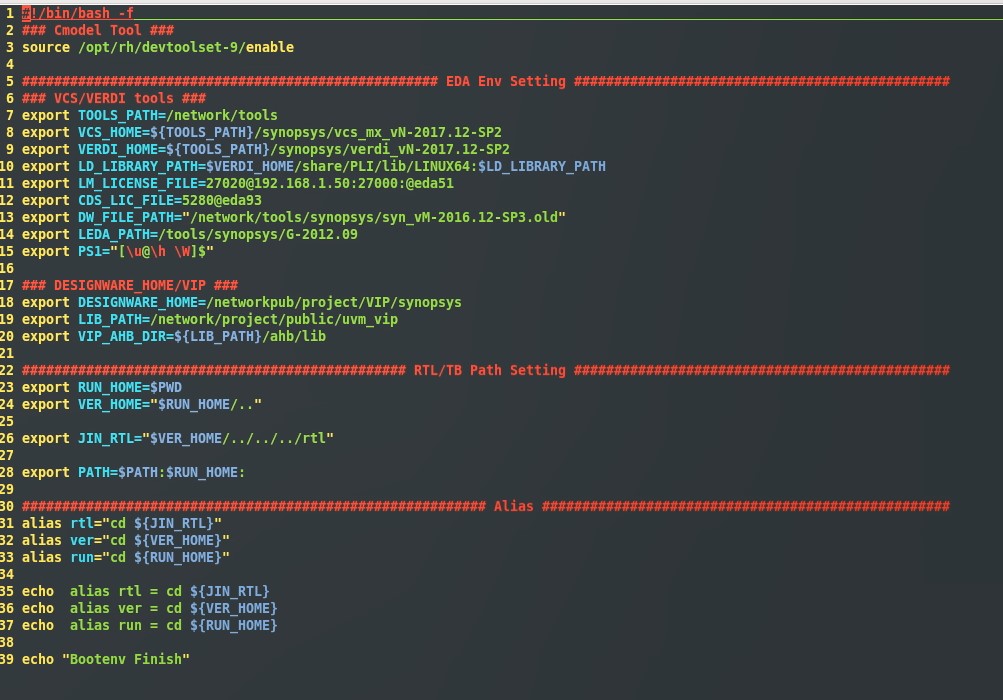 1 #!/bin/bash -f
2 ### Cmodel Tool ###
3 source /opt/rh/devtoolset-9/enable
4
5 #################################################### EDA Env Setting ###############################################
6 ### VCS/VERDI tools ###
7 export TOOLS_PATH=/network/tools
8 export VCS_HOME=${TOOLS_PATH}/synopsys/vcs_mx_vN-2017.12-SP2
9 export VERDI_HOME=${TOOLS_PATH}/synopsys/verdi_vN-2017.12-SP2
10 export LD_LIBRARY_PATH=$VERDI_HOME/share/PLI/lib/LINUX64:$LD_LIBRARY_PATH
11 export LM_LICENSE_FILE=27020@192.168.1.50:27000:@eda51
12 export CDS_LIC_FILE=5280@eda93
13 export DW_FILE_PATH="/network/tools/synopsys/syn_vM-2016.12-SP3.old"
14 export LEDA_PATH=/tools/synopsys/G-2012.09
15 export PS1="[\u@\h \W]$"
16
17 ### DESIGNWARE_HOME/VIP ###
18 export DESIGNWARE_HOME=/networkpub/project/VIP/synopsys
19 export LIB_PATH=/network/project/public/uvm_vip
20 export VIP_AHB_DIR=${LIB_PATH}/ahb/lib
21
22 ################################################ RTL/TB Path Setting ###############################################
23 export RUN_HOME=$PWD
24 export VER_HOME="$RUN_HOME/.."
25
26 export JIN_RTL="$VER_HOME/../../../rtl"
27
28 export PATH=$PATH:$RUN_HOME:
29
30 ########################################################## Alias ###################################################
31 alias rtl="cd ${JIN_RTL}"
32 alias ver="cd ${VER_HOME}"
33 alias run="cd ${RUN_HOME}"
34
35 echo  alias rtl = cd ${JIN_RTL}
36 echo  alias ver = cd ${VER_HOME}
37 echo  alias run = cd ${RUN_HOME}
38
39 echo "Bootenv Finish"